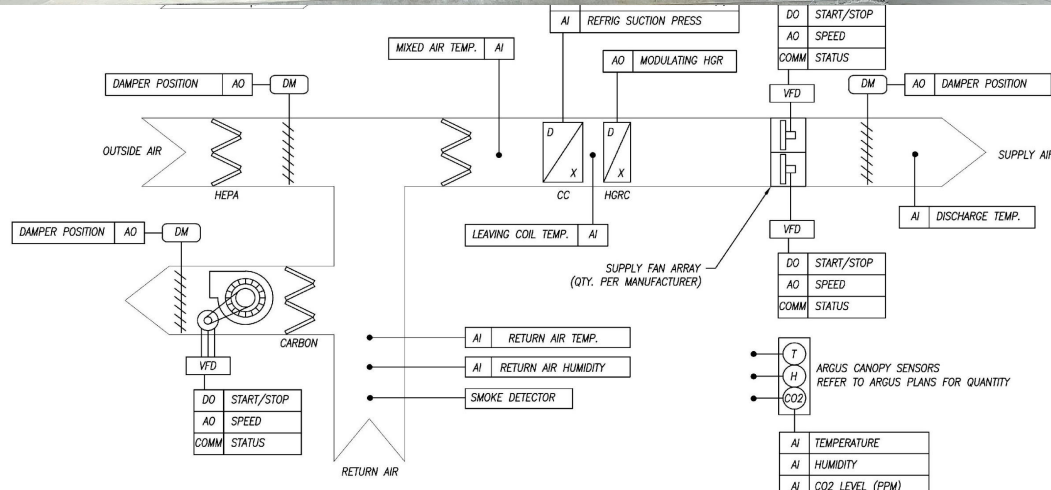 AI REFRIG SUCTION PRESS
DO START/STOP
AO SPEED
COMM STATUS
MIXED AIR TEMP. AI
AO MODULATING HGR
DAMPER POSITION AO DM
VFD
DM AO DAMPER POSITION
OUTSIDE AIR
D X
D X
SUPPLY AIR
HEPA
CC
HGRC
AI DISCHARGE TEMP.
DAMPER POSITION AO DM
LEAVING COIL TEMP. AI
VFD
SUPPLY FAN ARRAY
(QTY. PER MANUFACTURER)
DO START/STOP
AO SPEED
COMM STATUS
CARBON
AI RETURN AIR TEMP.
AI RETURN AIR HUMIDITY
SMOKE DETECTOR
VFD
DO START/STOP
AO SPEED
COMM STATUS
RETURN AIR
T
H
CO2
ARGUS CANOPY SENSORS
REFER TO ARGUS PLANS FOR QUANTITY
AI TEMPERATURE
AI HUMIDITY
AI CO2 LEVEL (PPM)